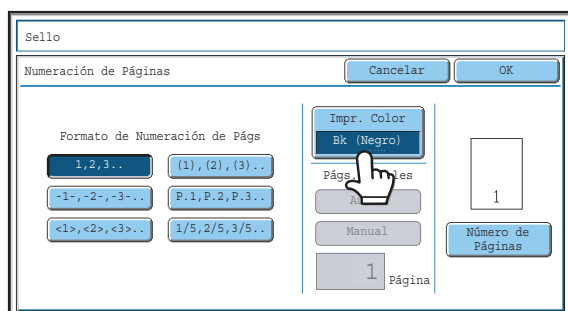 Sello
Numeración de Páginas
Cancelar
OK
Formato de Numeración de Págs
1,2,3..
(1),(2),(3)..
-1-,-2-,-3-..
P.1,P.2,P.3..
<1>,<2>,<3>..
1/5,2/5,3/5..
Impr. Color
Bk (Negro)
Págs.
Manual
1 Página
1
Número de
Páginas